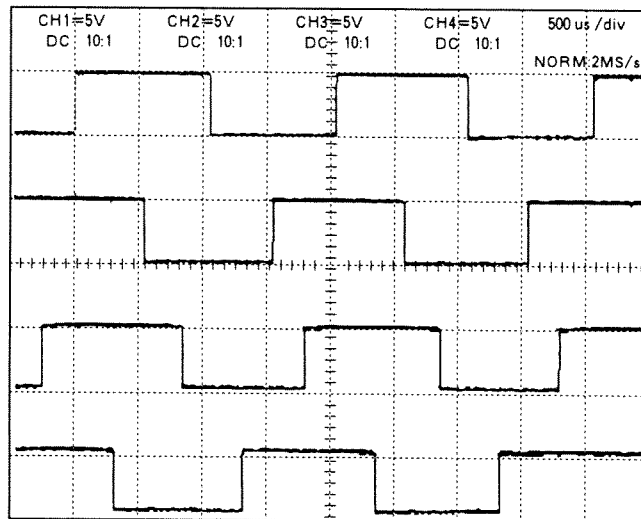 CH1=5V CH2=5V CH3=5V CH4=5V 500 us /div
DC 10:1 DC 10:1 DC 10:1 DC 10:1
NORM:2MS/s